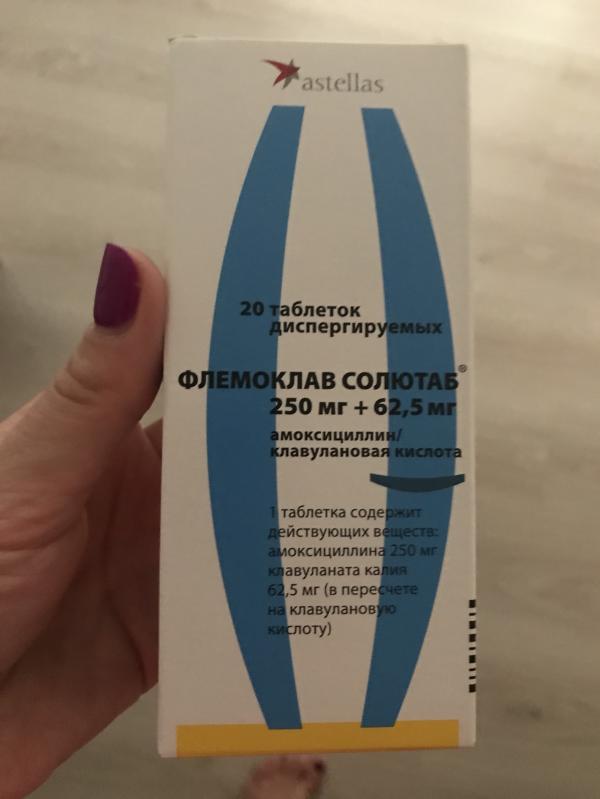 astellas
20 таблеток
диспергируемых
ФЛЕМОКЛАВ СОЛЮТАБ®
250 мг + 62,5 мг
амоксициллин/
клавулановая кислота
1 таблетка содержит
действующих веществ:
амоксициллина 250 мг
клавуланата калия
62,5 мг (в пересчете
на клавулановую
кислоту)